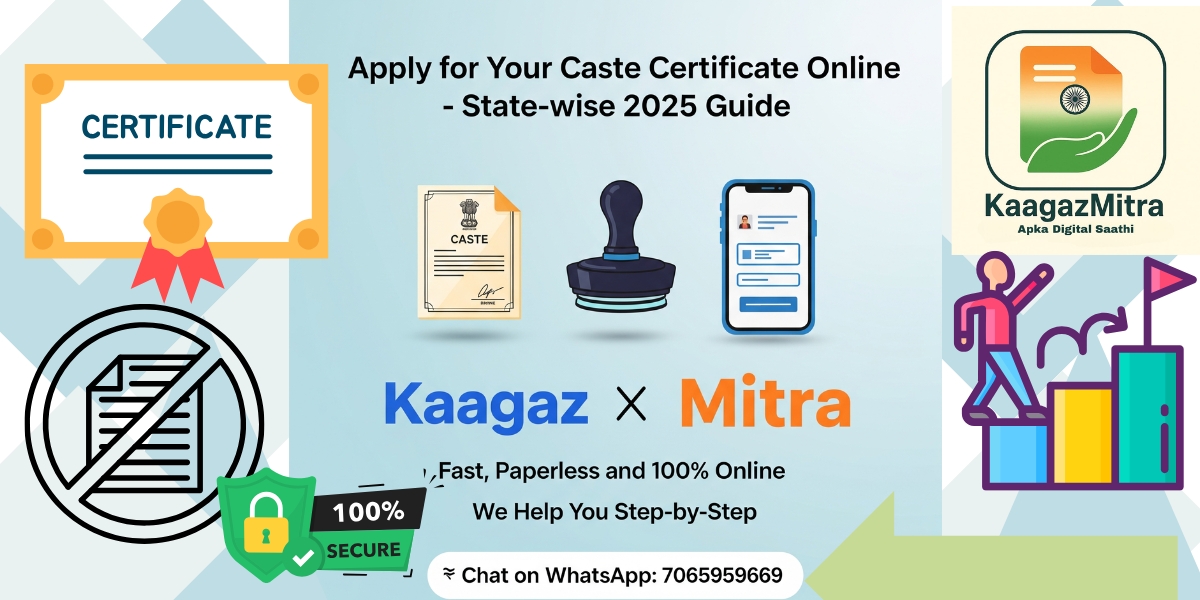 Apply for Your Caste Certificate Online
- State-wise 2025 Guide
CERTIFICATE
CASTE
KaagazMitra
Apka Digital Saathi
Kaagaz X Mitra
Fast, Paperless and 100% Online
We Help You Step-by-Step
100%
SECURE
Chat on WhatsApp: 7065959669